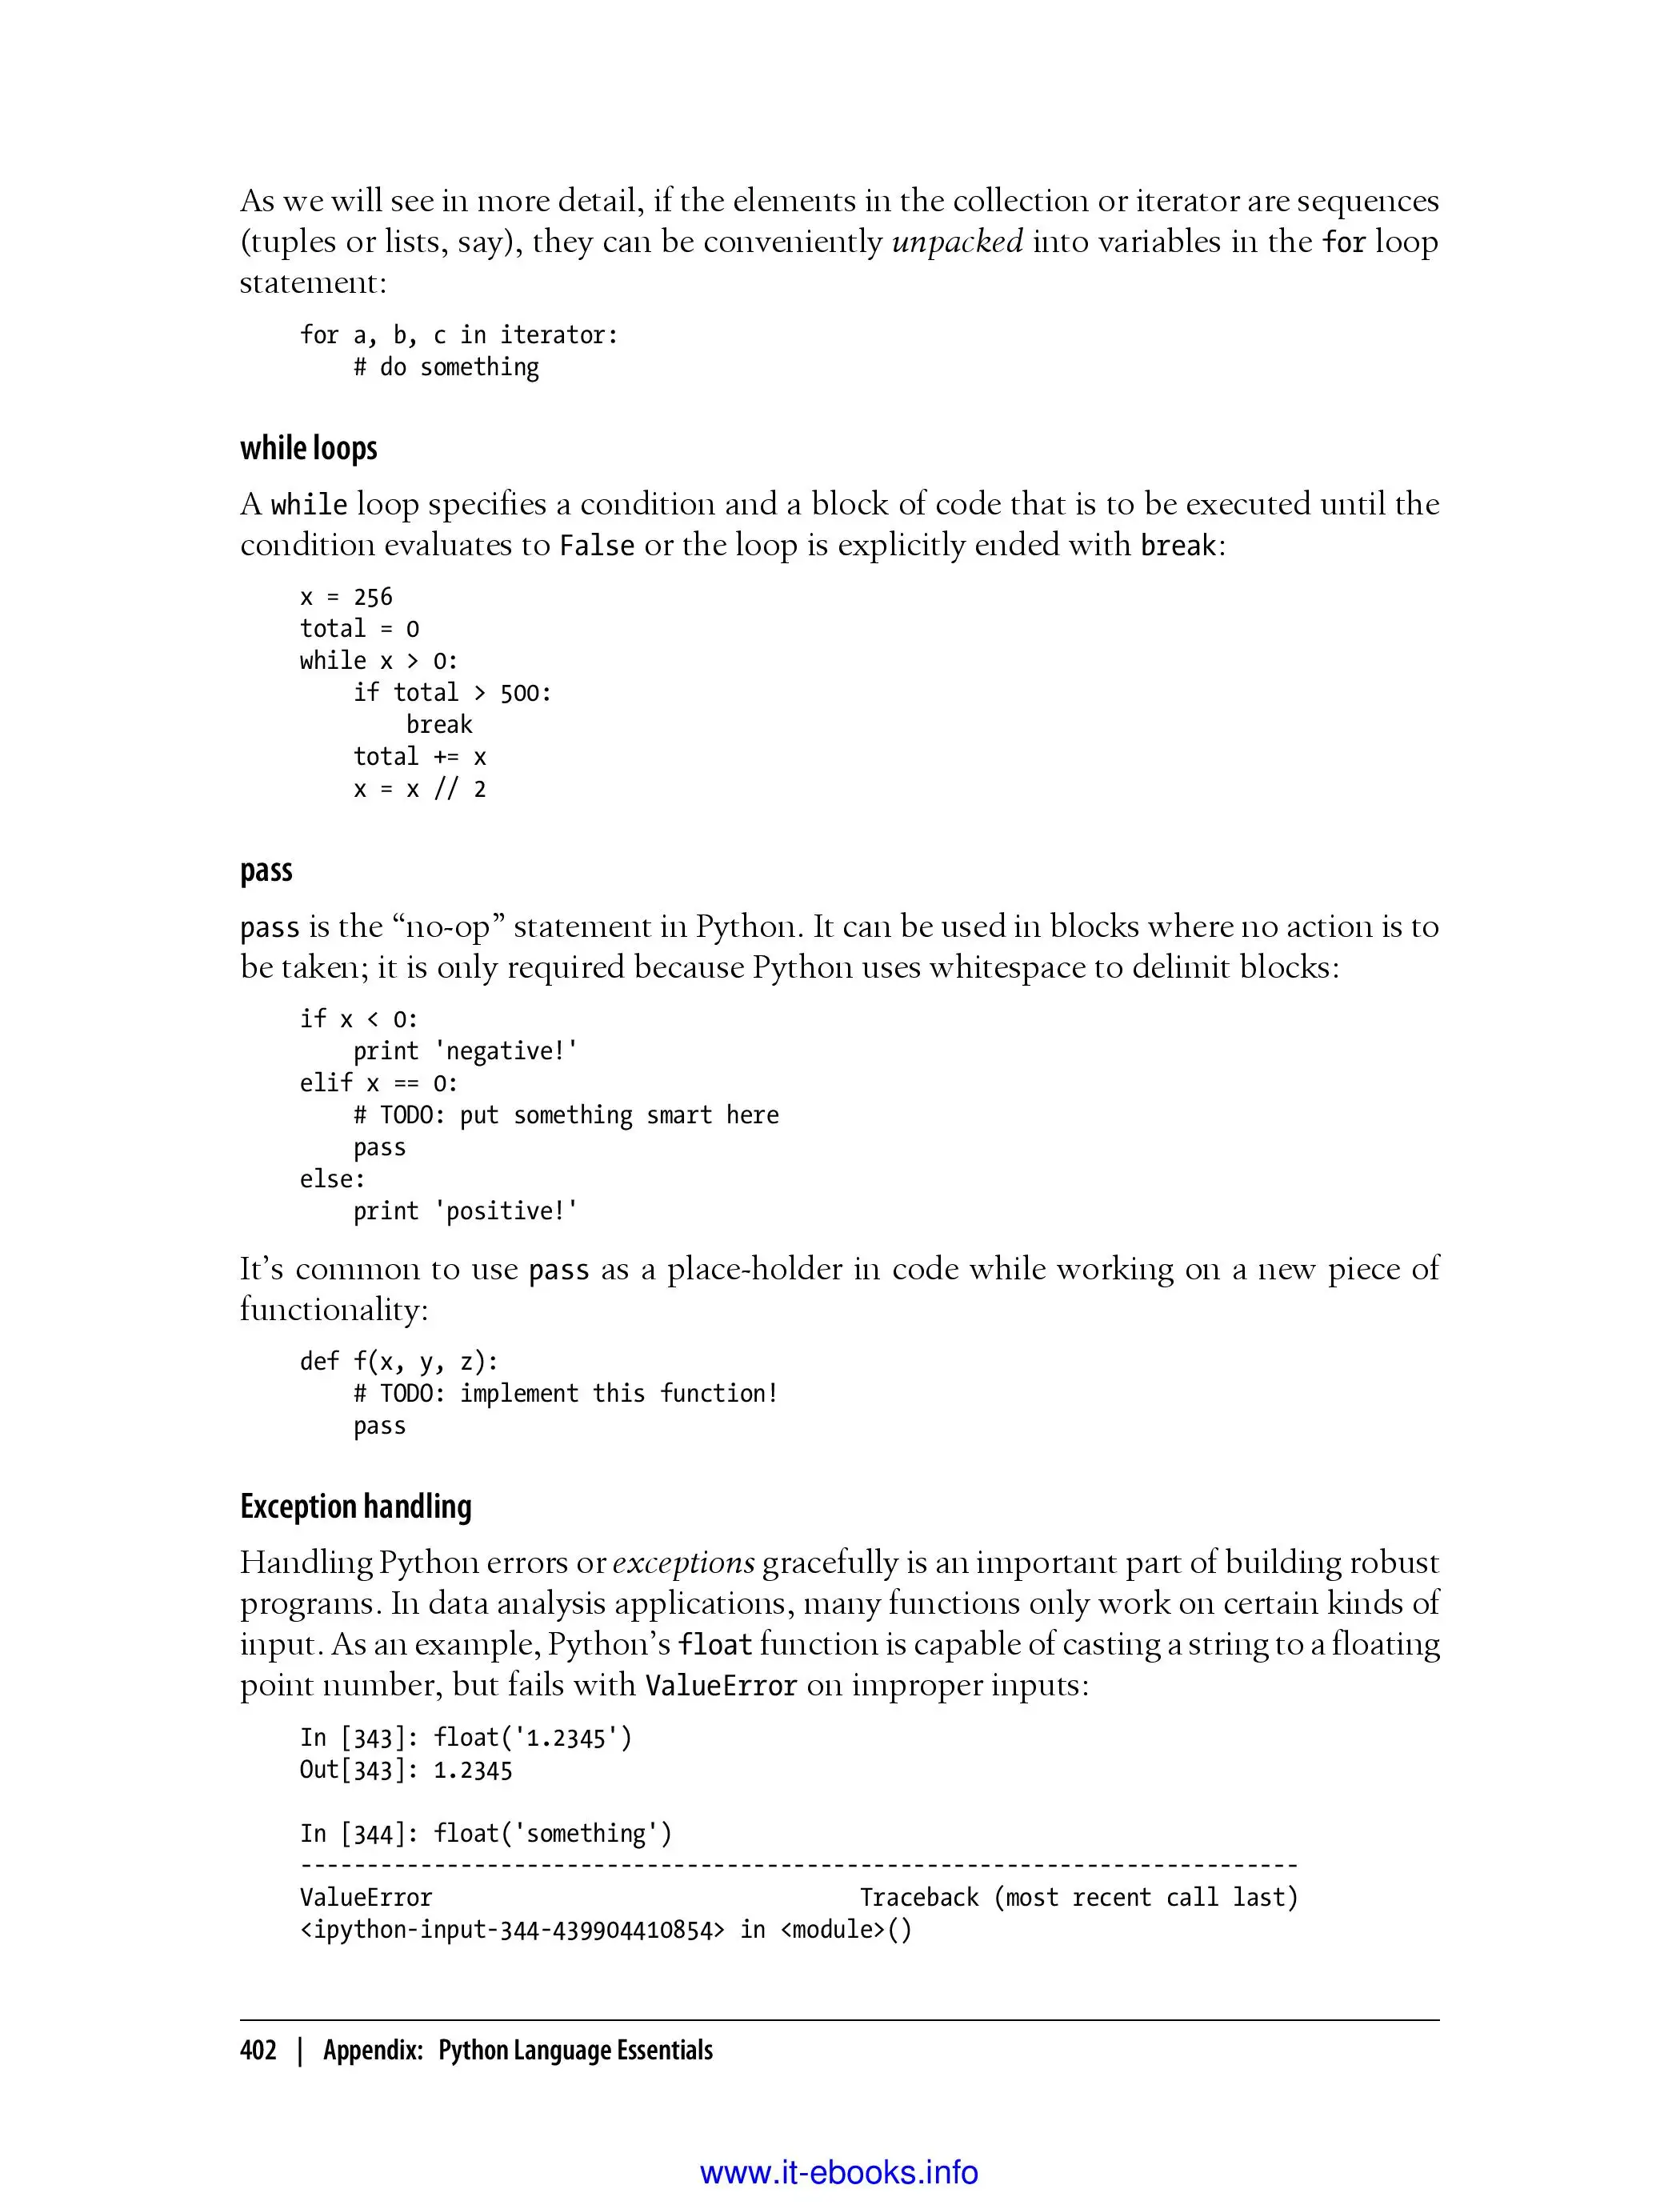 As we will see in more detail, if the elements in the collection or iterator are sequences
(tuples or lists, say), they can be conveniently unpacked into variables in the for loop
statement:
for a, b, c in iterator:
    # do something
while loops
A while loop specifies a condition and a block of code that is to be executed until the
condition evaluates to False or the loop is explicitly ended with break:
x = 256
total = 0
while x > 0:
    if total > 500:
        break
    total += x
    x = x // 2
pass
pass is the “no-op” statement in Python. It can be used in blocks where no action is to
be taken; it is only required because Python uses whitespace to delimit blocks:
if x < 0:
    print 'negative!'
elif x == 0:
    # TODO: put something smart here
    pass
else:
    print 'positive!'
It’s common to use pass as a place-holder in code while working on a new piece of
functionality:
def f(x, y, z):
    # TODO: implement this function!
    pass
Exception handling
Handling Python errors or exceptions gracefully is an important part of building robust
programs. In data analysis applications, many functions only work on certain kinds of
input. As an example, Python’s float function is capable of casting a string to a floating
point number, but fails with ValueError on improper inputs:
In [343]: float('1.2345')
Out[343]: 1.2345
In [344]: float('something')
---------------------------------------------------------------------------
ValueError                                Traceback (most recent call last)
<ipython-input-344-439904410854> in <module>()
402 | Appendix: Python Language Essentials
www.it-ebooks.info